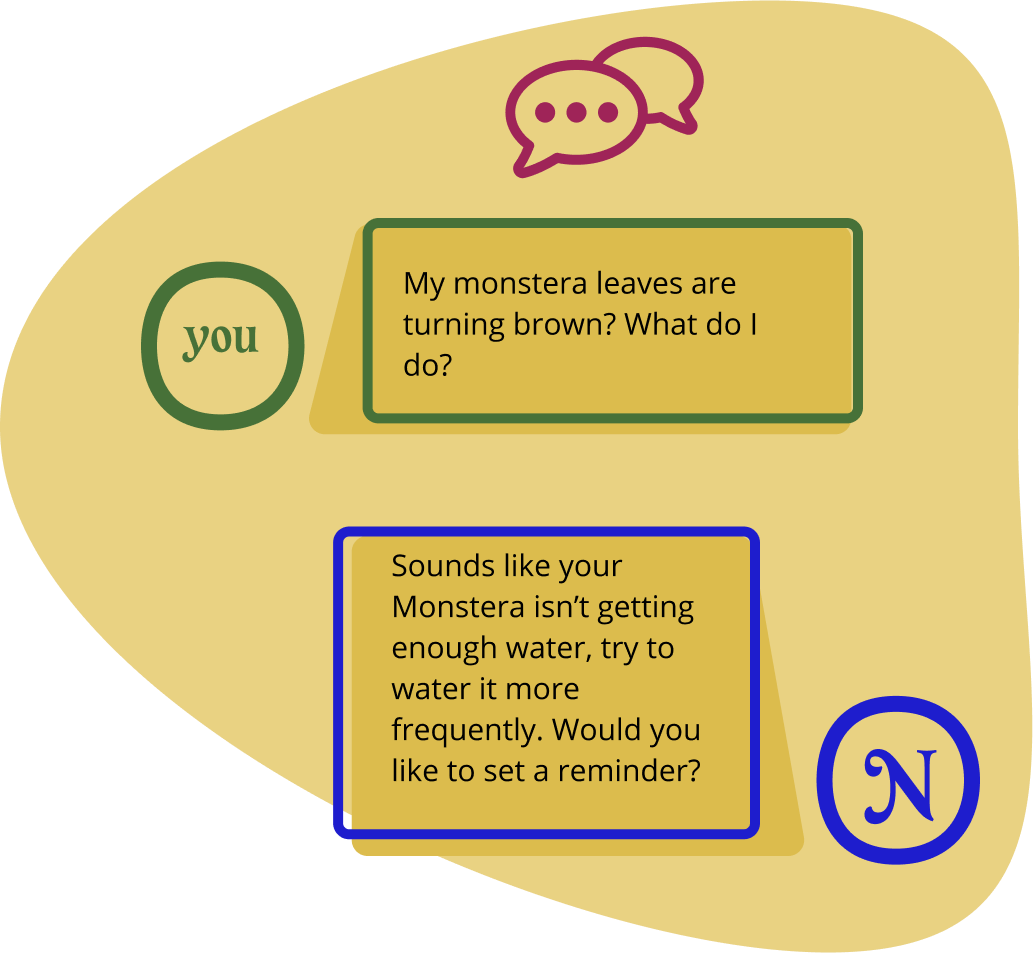 you
My monstera leaves are
turning brown? What do I
do?
Sounds like your
Monstera isn’t getting
enough water, try to
water it more
frequently. Would you
like to set a reminder?
N